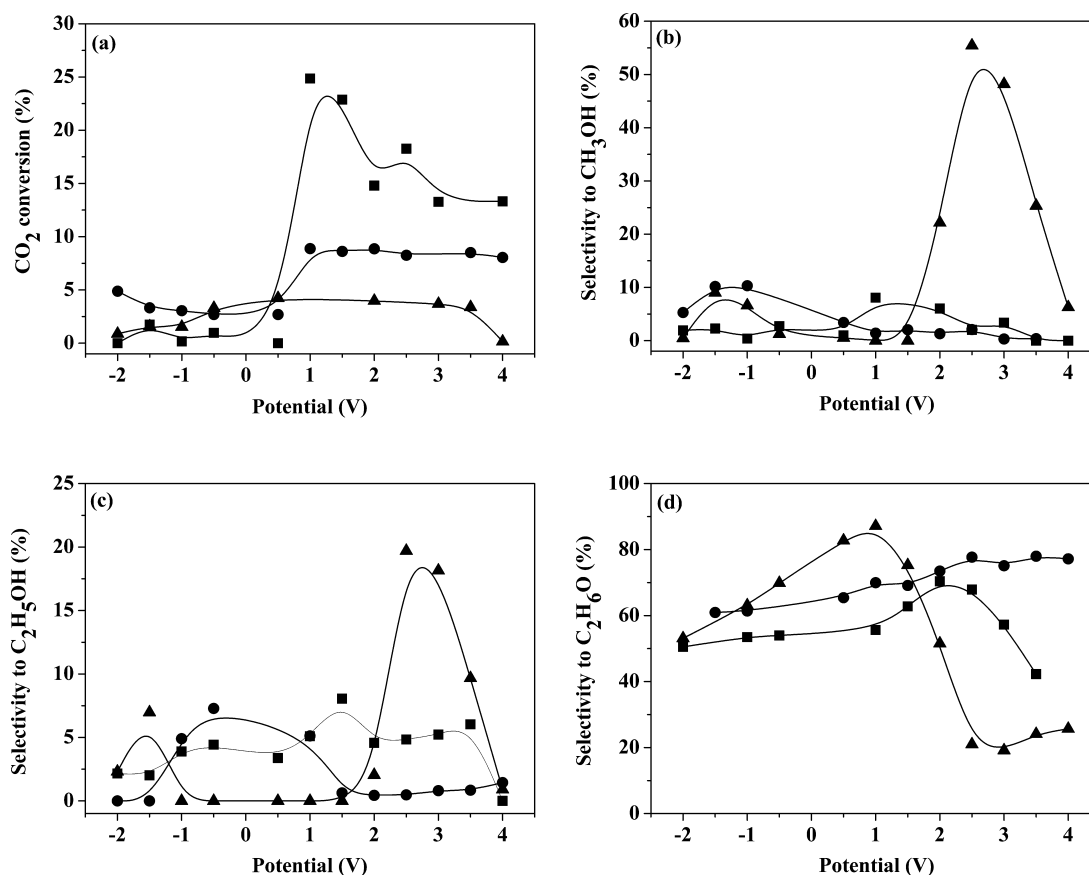 (a)
CO2 conversion (%)
30
25
20
15
10
5
0
-2 -1 0 1 2 3 4
Potential (V)
(b)
Selectivity to CH3OH (%)
60
50
40
30
20
10
0
-2 -1 0 1 2 3 4
Potential (V)
(c)
Selectivity to C2H5OH (%)
25
20
15
10
5
0
-2 -1 0 1 2 3 4
Potential (V)
(d)
Selectivity to C2H6O (%)
100
80
60
40
20
0
-2 -1 0 1 2 3 4
Potential (V)